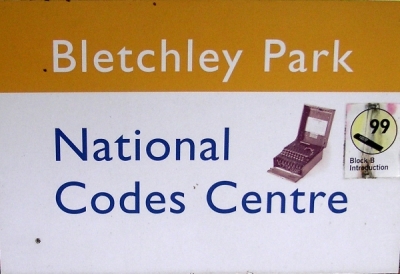 Bletchley Park
National
Codes Centre
99
Block B
Introduction